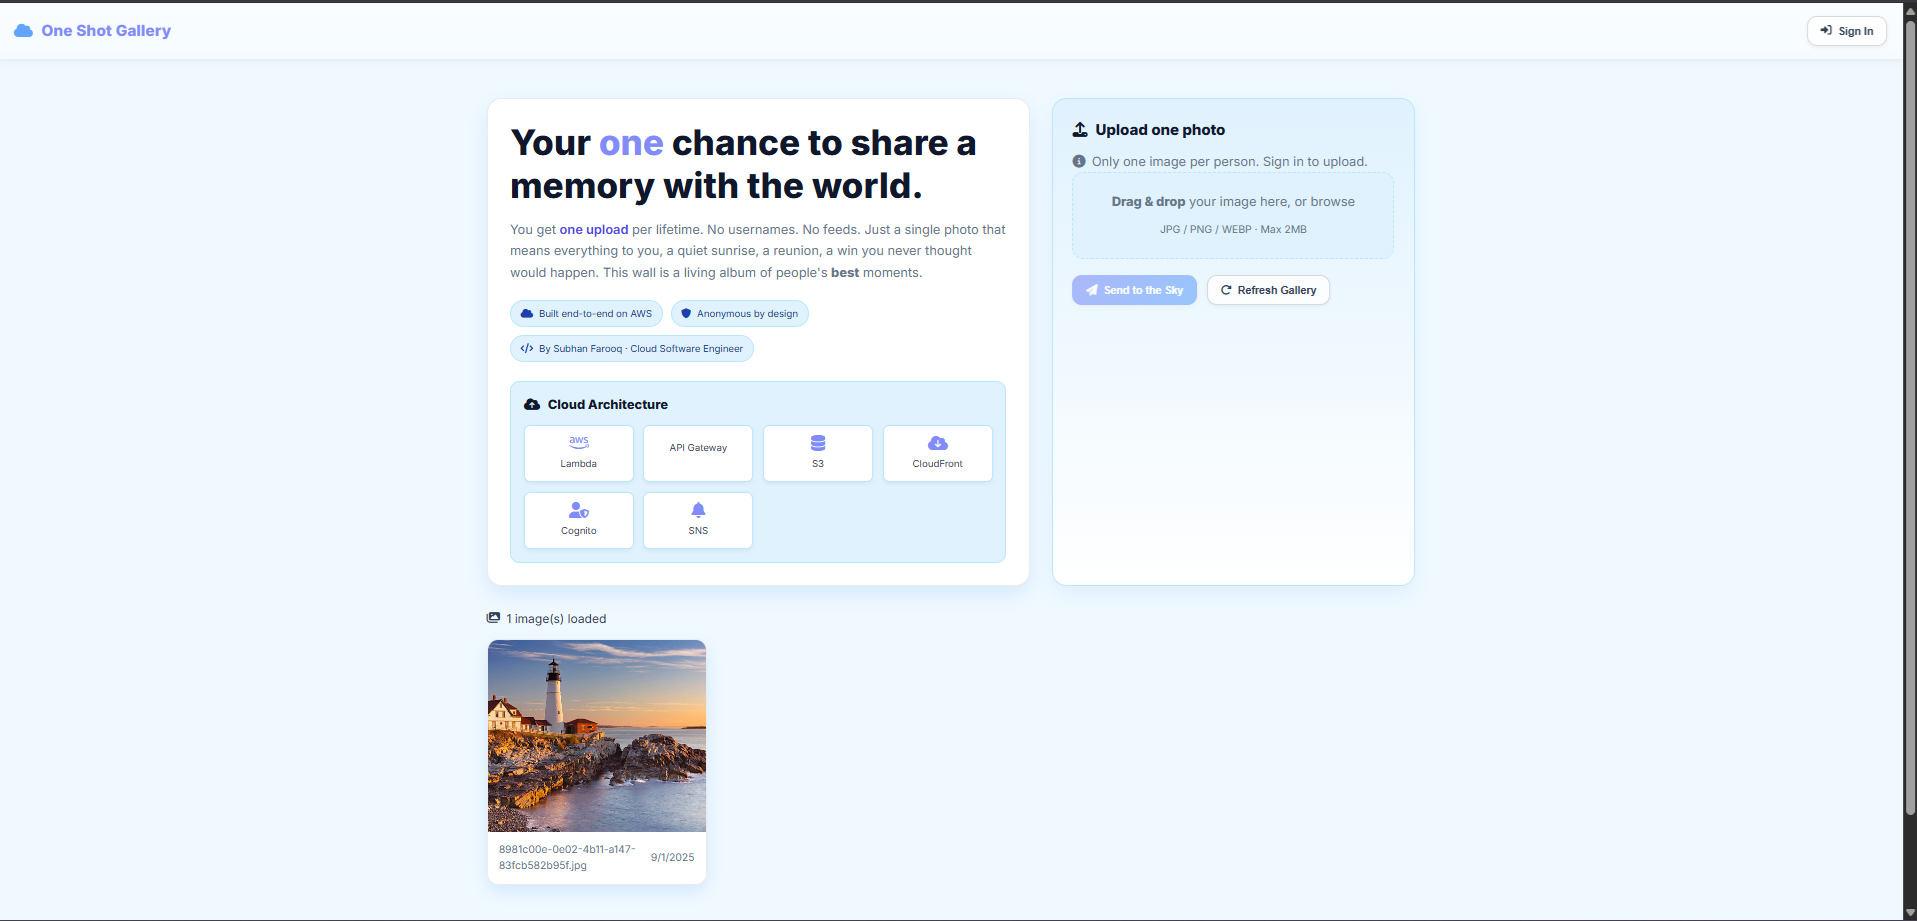 One Shot Gallery
Sign In
Your one chance to share a
memory with the world.
You get one upload per lifetime. No usernames. No feeds. Just a single photo that
means everything to you, a quiet sunrise, a reunion, a win you never thought
would happen. This wall is a living album of people's best moments.
Built end-to-end on AWS
Anonymous by design
By Subhan Farooq · Cloud Software Engineer
Cloud Architecture
aws
Lambda
API Gateway
S3
CloudFront
Cognito
SNS
Upload one photo
Only one image per person. Sign in to upload.
Drag & drop your image here, or browse
JPG / PNG / WEBP · Max 2MB
Send to the Sky
Refresh Gallery
1 image(s) loaded
8981c00e-0e02-4b11-a147-
83fcb582b95f.jpg
9/1/2025